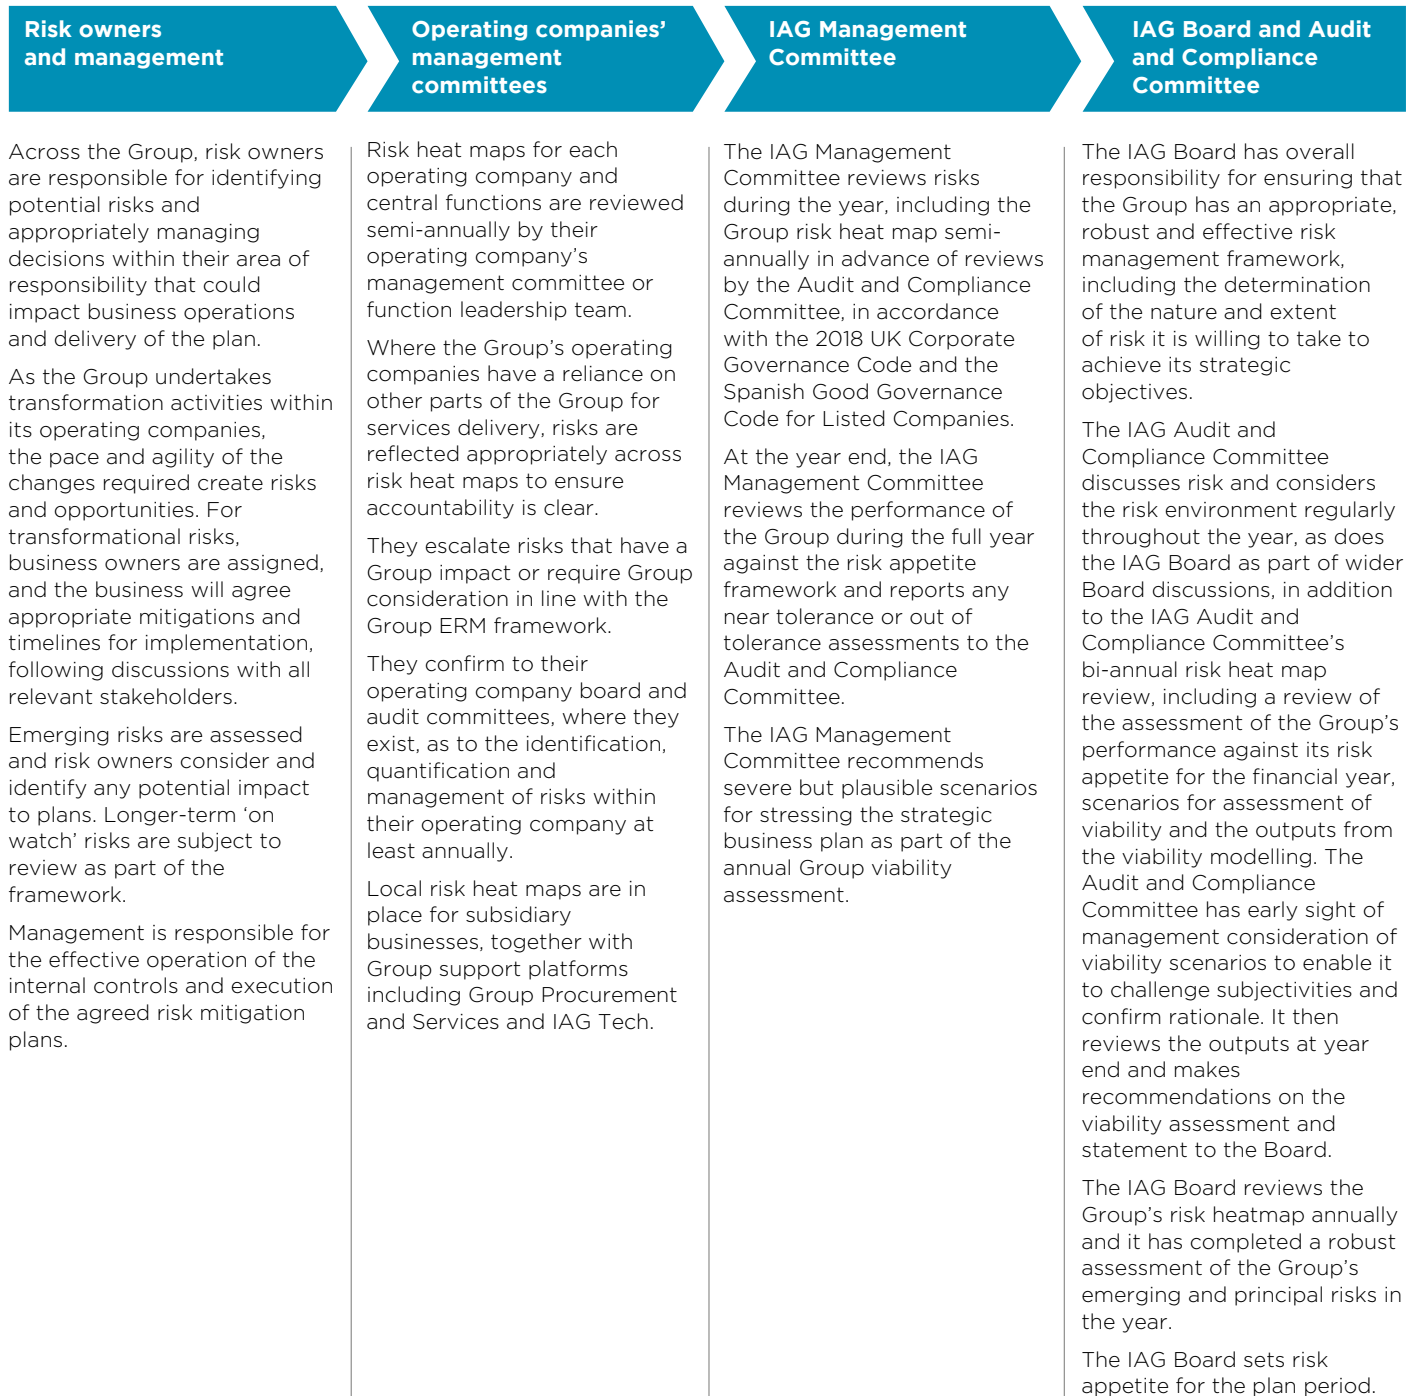 Risk owners
and management
Across the Group, risk owners
are responsible for identifying
potential risks and
appropriately managing
decisions within their area of
responsibility that could
impact business operations
and delivery of the plan.
As the Group undertakes
transformation activities within
its operating companies,
the pace and agility of the
changes required create risks
and opportunities. For
transformational risks,
business owners are assigned,
and the business will agree
appropriate mitigations and
timelines for implementation,
following discussions with all
relevant stakeholders.
Emerging risks are assessed
and risk owners consider and
identify any potential impact
to plans. Longer-term ‘on
watch’ risks are subject to
review as part of the
framework.
Management is responsible for
the effective operation of the
internal controls and execution
of the agreed risk mitigation
plans.
Operating companies’
management
committees
Risk heat maps for each
operating company and
central functions are reviewed
semi-annually by their
operating company’s
management committee or
function leadership team.
Where the Group’s operating
companies have a reliance on
other parts of the Group for
services delivery, risks are
reflected appropriately across
risk heat maps to ensure
accountability is clear.
They escalate risks that have a
Group impact or require Group
consideration in line with the
Group ERM framework.
They confirm to their
operating company board and
audit committees, where they
exist, as to the identification,
quantification and
management of risks within
their operating company at
least annually.
Local risk heat maps are in
place for subsidiary
businesses, together with
Group support platforms
including Group Procurement
and Services and IAG Tech.
IAG Management
Committee
The IAG Management
Committee reviews risks
during the year, including the
Group risk heat map semi-
annually in advance of reviews
by the Audit and Compliance
Committee, in accordance
with the 2018 UK Corporate
Governance Code and the
Spanish Good Governance
Code for Listed Companies.
At the year end, the IAG
Management Committee
reviews the performance of
the Group during the full year
against the risk appetite
framework and reports any
near tolerance or out of
tolerance assessments to the
Audit and Compliance
Committee.
The IAG Management
Committee recommends
severe but plausible scenarios
for stressing the strategic
business plan as part of the
annual Group viability
assessment.
IAG Board and Audit
and Compliance
Committee
The IAG Board has overall
responsibility for ensuring that
the Group has an appropriate,
robust and effective risk
management framework,
including the determination
of the nature and extent
of risk it is willing to take to
achieve its strategic
objectives.
The IAG Audit and
Compliance Committee
discusses risk and considers
the risk environment regularly
throughout the year, as does
the IAG Board as part of wider
Board discussions, in addition
to the IAG Audit and
Compliance Committee’s
bi-annual risk heat map
review, including a review of
the assessment of the Group’s
performance against its risk
appetite for the financial year,
scenarios for assessment of
viability and the outputs from
the viability modelling. The
Audit and Compliance
Committee has early sight of
management consideration of
viability scenarios to enable it
to challenge subjectivities and
confirm rationale. It then
reviews the outputs at year
end and makes
recommendations on the
viability assessment and
statement to the Board.
The IAG Board reviews the
Group’s risk heatmap annually
and it has completed a robust
assessment of the Group’s
emerging and principal risks in
the year.
The IAG Board sets risk
appetite for the plan period.